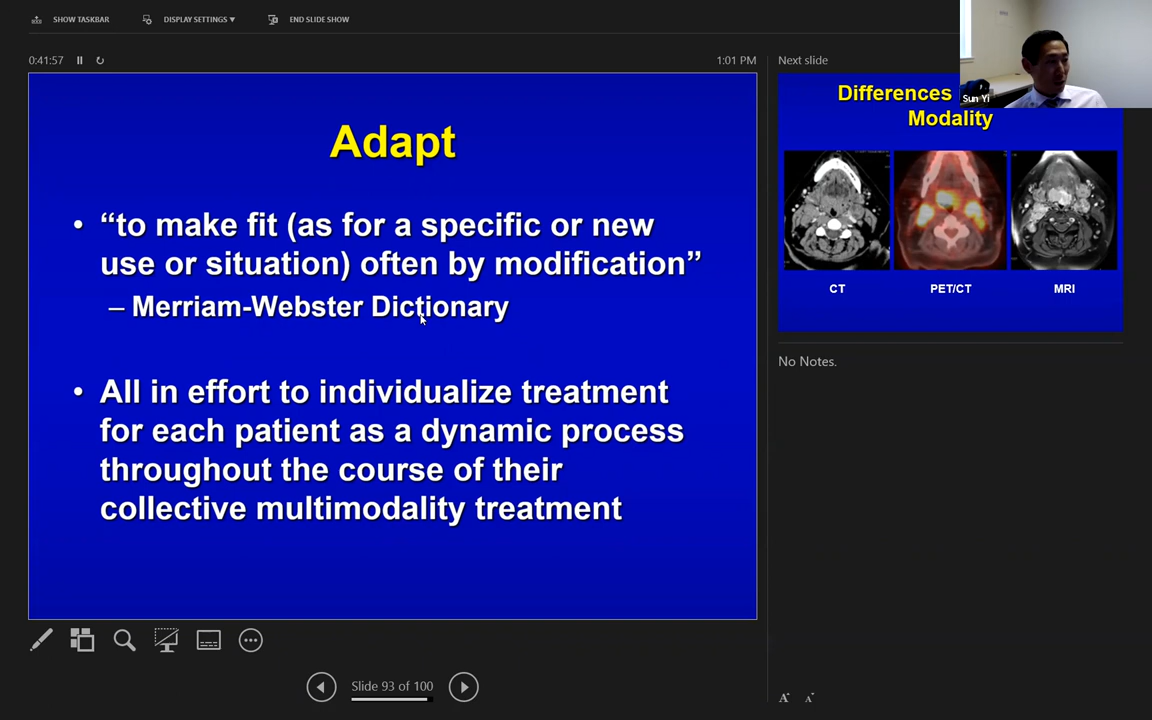 SHOW TASKBAR
DISPLAY SETTINGS ▼
END SLIDE SHOW
0:41:57
1:01 PM
Adapt
• “to make fit (as for a specific or new
use or situation) often by modification”
– Merriam-Webster Dictionary
• All in effort to individualize treatment
for each patient as a dynamic process
throughout the course of their
collective multimodality treatment
Slide 93 of 100
Next slide
Sun Yi
Differences
Modality
CT
PET/CT
MRI
No Notes.
A
A